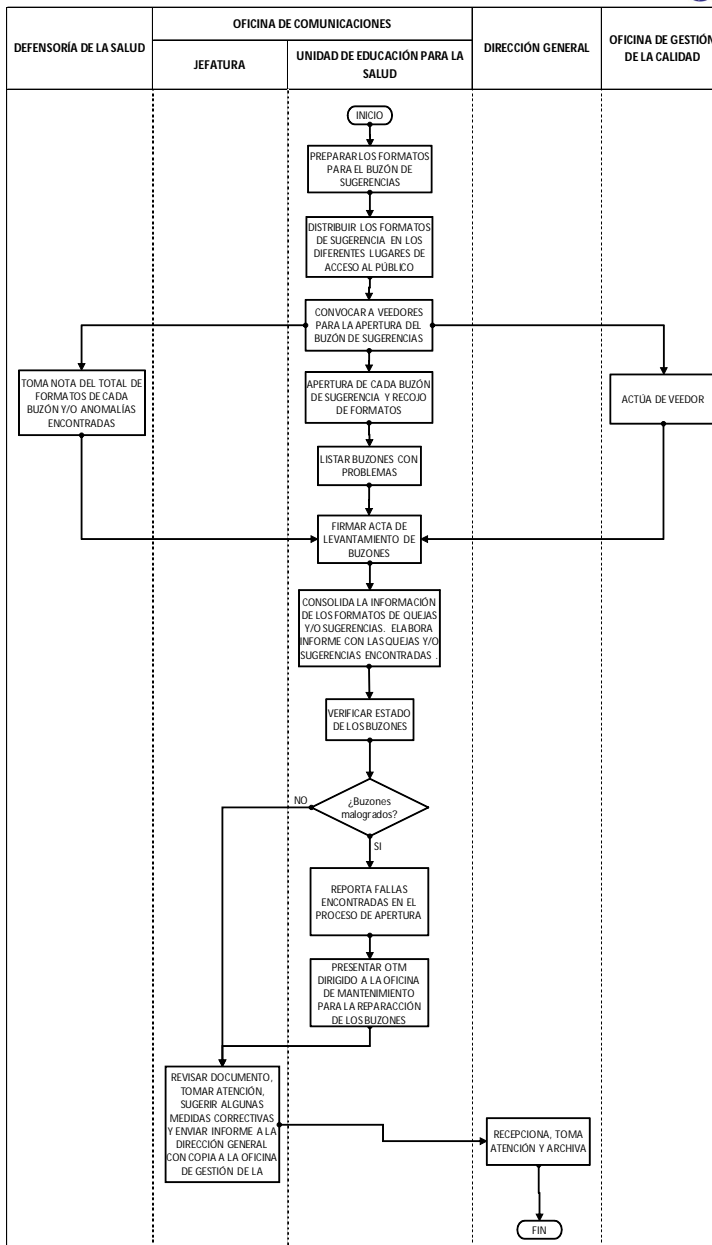 DEFENSORÍA DE LA SALUD
OFICINA DE COMUNICACIONES
JEFATURA
UNIDAD DE EDUCACIÓN PARA LA
SALUD
DIRECCIÓN GENERAL
OFICINA DE GESTIÓN
DE LA CALIDAD
INICIO
PREPARAR LOS FORMATOS
PARA EL BUZÓN DE
SUGERENCIAS
DISTRIBUIR LOS FORMATOS
DE SUGERENCIA EN LOS
DIFERENTES LUGARES DE
ACCESO AL PÚBLICO
CONVOCAR A VEEDORES
PARA LA APERTURA DEL
BUZÓN DE SUGERENCIAS
TOMA NOTA DEL TOTAL DE
FORMATOS DE CADA
BUZÓN Y/O ANOMALÍAS
ENCONTRADAS
APERTURA DE CADA BUZÓN
DE SUGERENCIA Y RECOJO
DE FORMATOS
ACTÚA DE VEEDOR
LISTAR BUZONES CON
PROBLEMAS
FIRMAR ACTA DE
LEVANTAMIENTO DE
BUZONES
CONSOLIDA LA INFORMACIÓN
DE LOS FORMATOS DE QUEJAS
Y/O SUGERENCIAS. ELABORA
INFORME CON LAS QUEJAS Y/O
SUGERENCIAS ENCONTRADAS .
VERIFICAR ESTADO
DE LOS BUZONES
¿Buzones
malogrados?
NO
SI
REPORTA FALLAS
ENCONTRADAS EN EL
PROCESO DE APERTURA
PRESENTAR OTM
DIRIGIDO A LA OFICINA
DE MANTENIMIENTO
PARA LA REPARACCIÓN
DE LOS BUZONES
REVISAR DOCUMENTO,
TOMAR ATENCIÓN,
SUGERIR ALGUNAS
MEDIDAS CORRECTIVAS
Y ENVIAR INFORME A LA
DIRECCIÓN GENERAL
CON COPIA A LA OFICINA
DE GESTIÓN DE LA
RECEPCIONA, TOMA
ATENCIÓN Y ARCHIVA
FIN